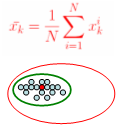 $\bar{x_k} = \frac{1}{N} \sum_{i=1}^{N} x_k^i$